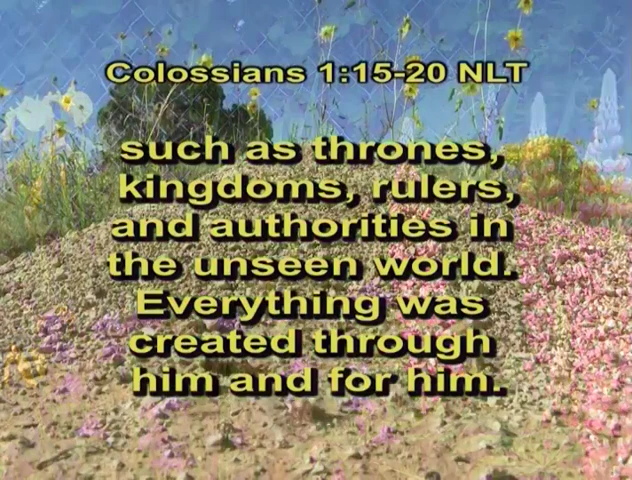 Colossians 1:15-20 NLT
such as thrones,
kingdoms, rulers,
and authorities in
the unseen world.
Everything was
created through
him and for him.